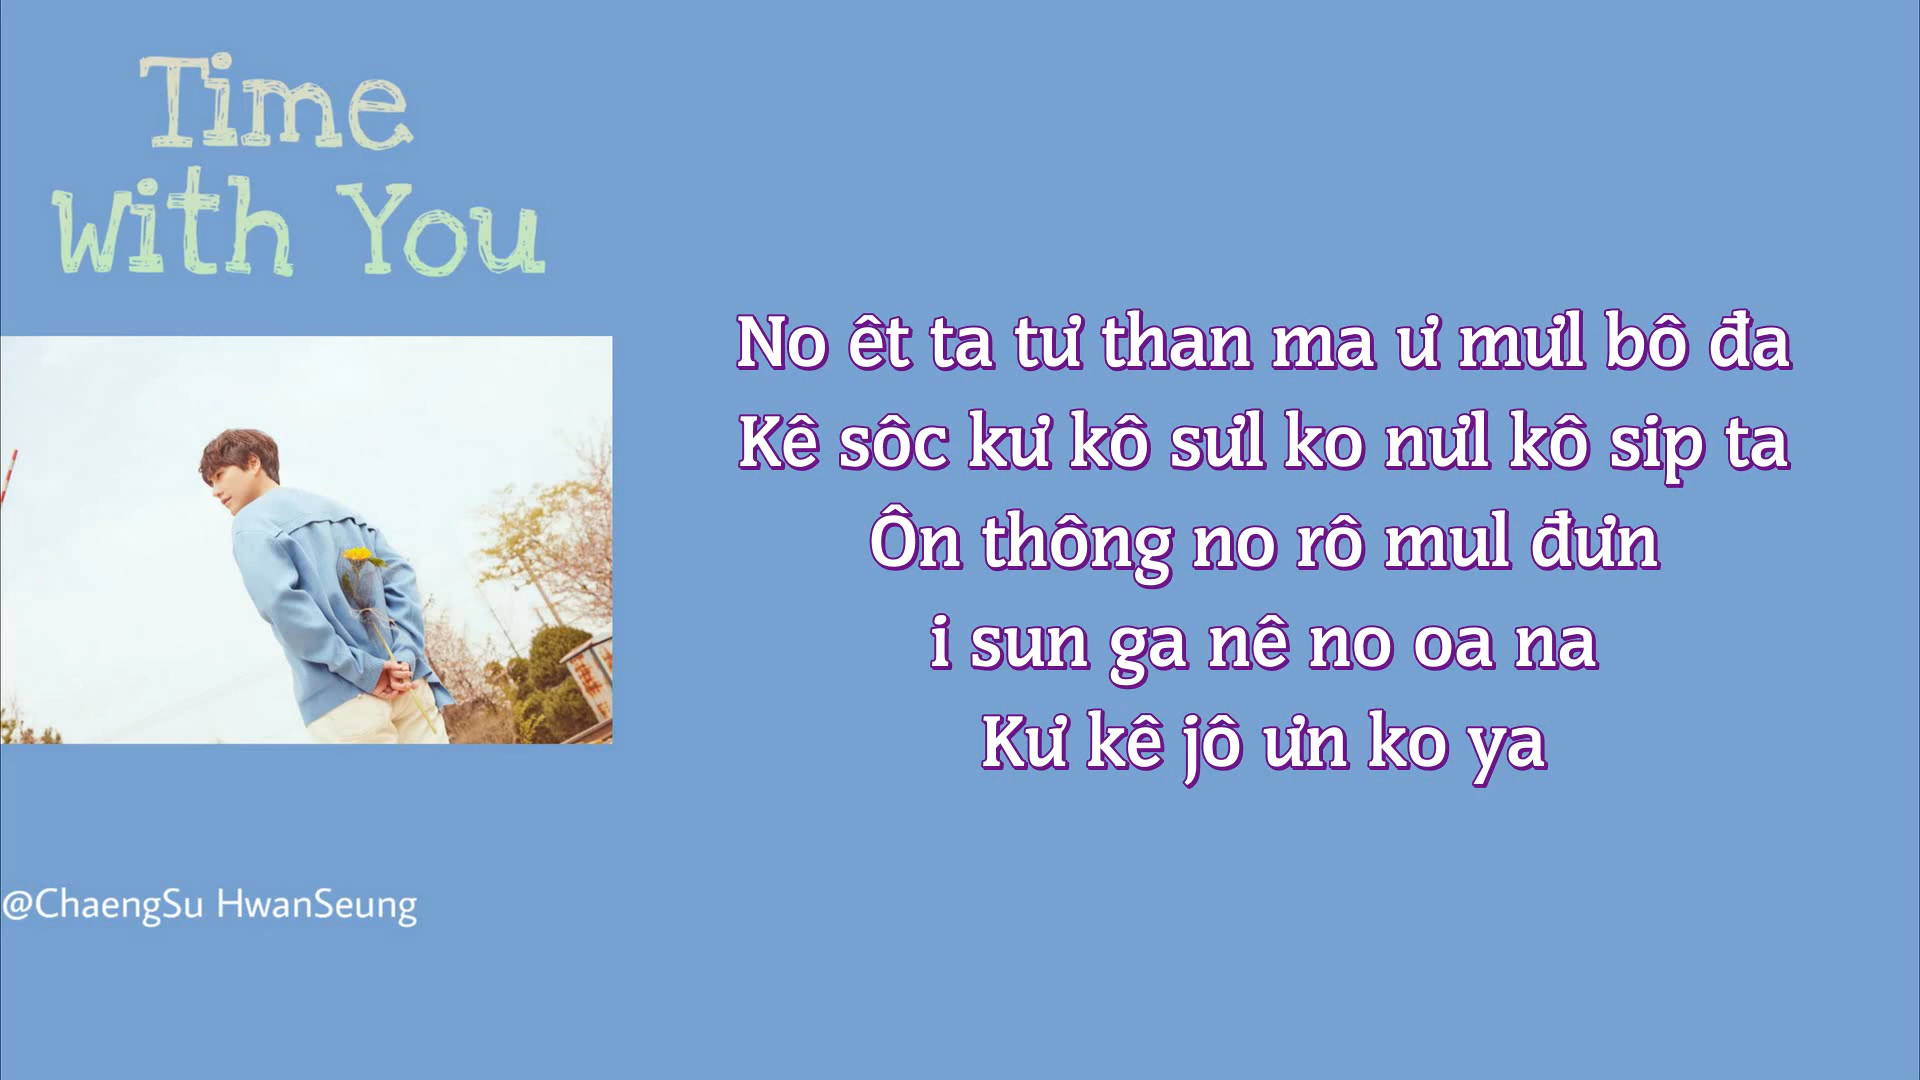 Time
With You
No êt ta tư than ma ư mưl bô đa
Kê sôc kư kô sưl ko nưl kô sip ta
Ôn thông no rô mul đưn
i sun ga nê no oa na
Kư kê jô ưn ko ya
@ChaengSu HwanSeung